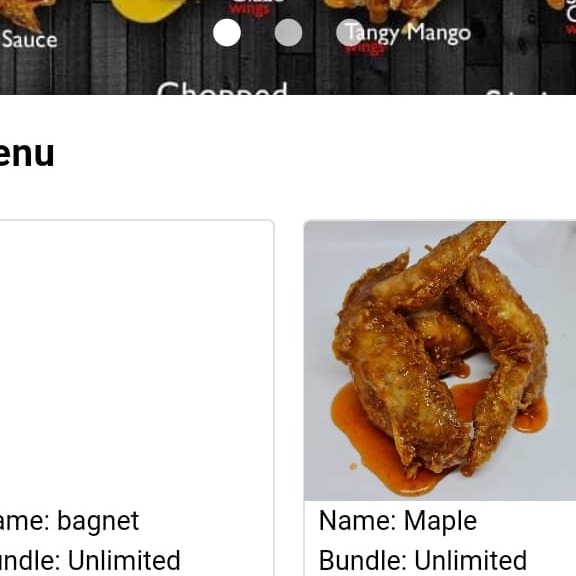 Sauce
wings
Tangy Mango
wings
Chopped
enu
ame: bagnet
Name: Maple
undle: Unlimited
Bundle: Unlimited